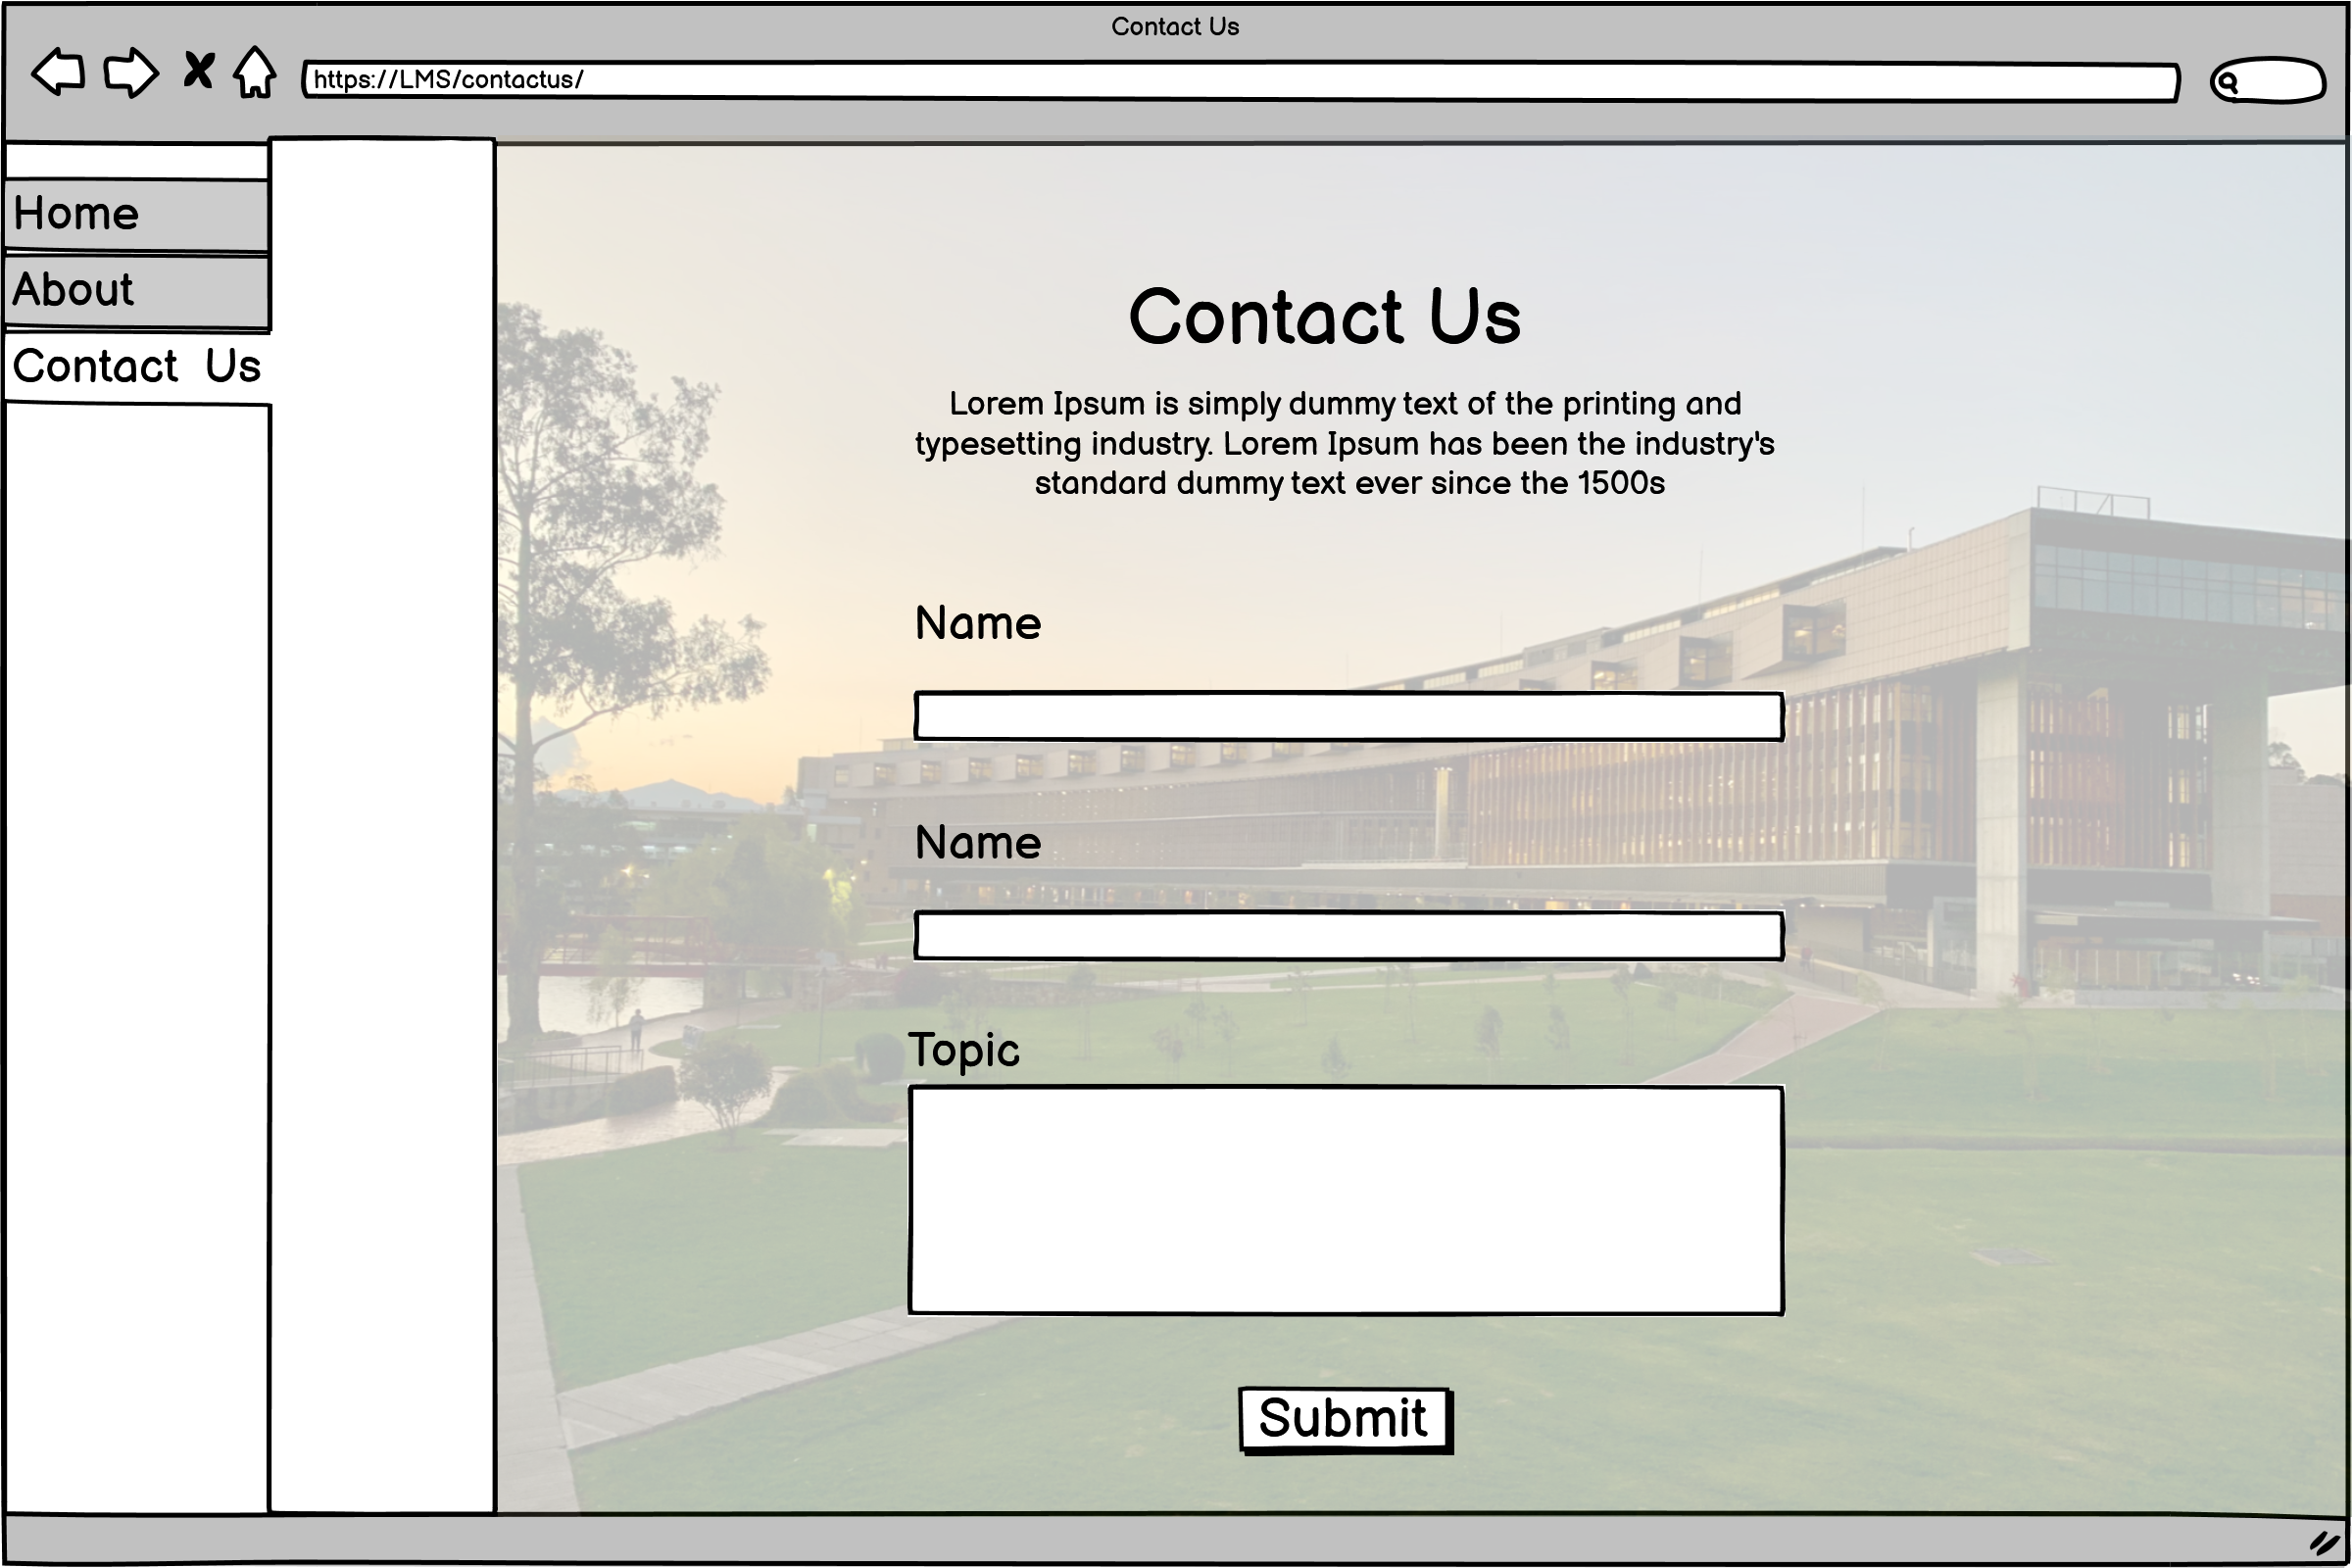 Contact Us
https://LMS/contactus/
Home
About
Contact Us
Contact Us
Lorem Ipsum is simply dummy text of the printing and
typesetting industry. Lorem Ipsum has been the industry's
standard dummy text ever since the 1500s
Name
Name
Topic
Submit